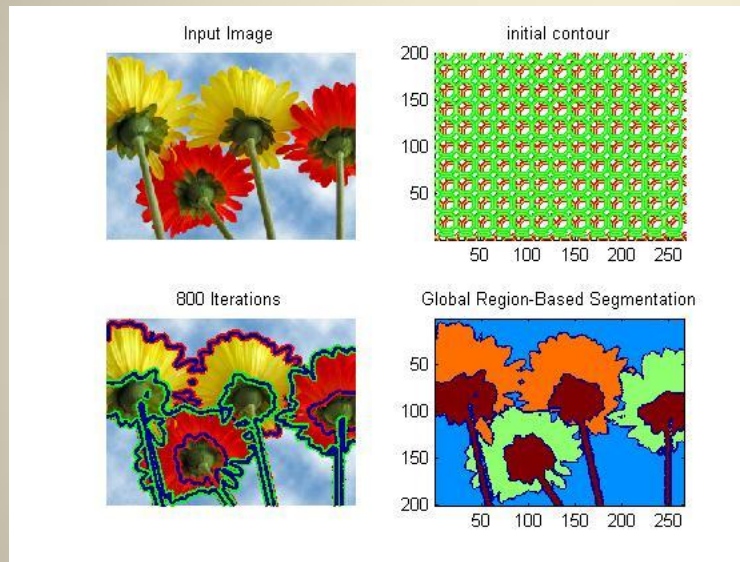 Input Image
initial contour
200
150
100
50
50 100 150 200 250
800 Iterations
Global Region-Based Segmentation
50
100
150
200
50 100 150 200 250